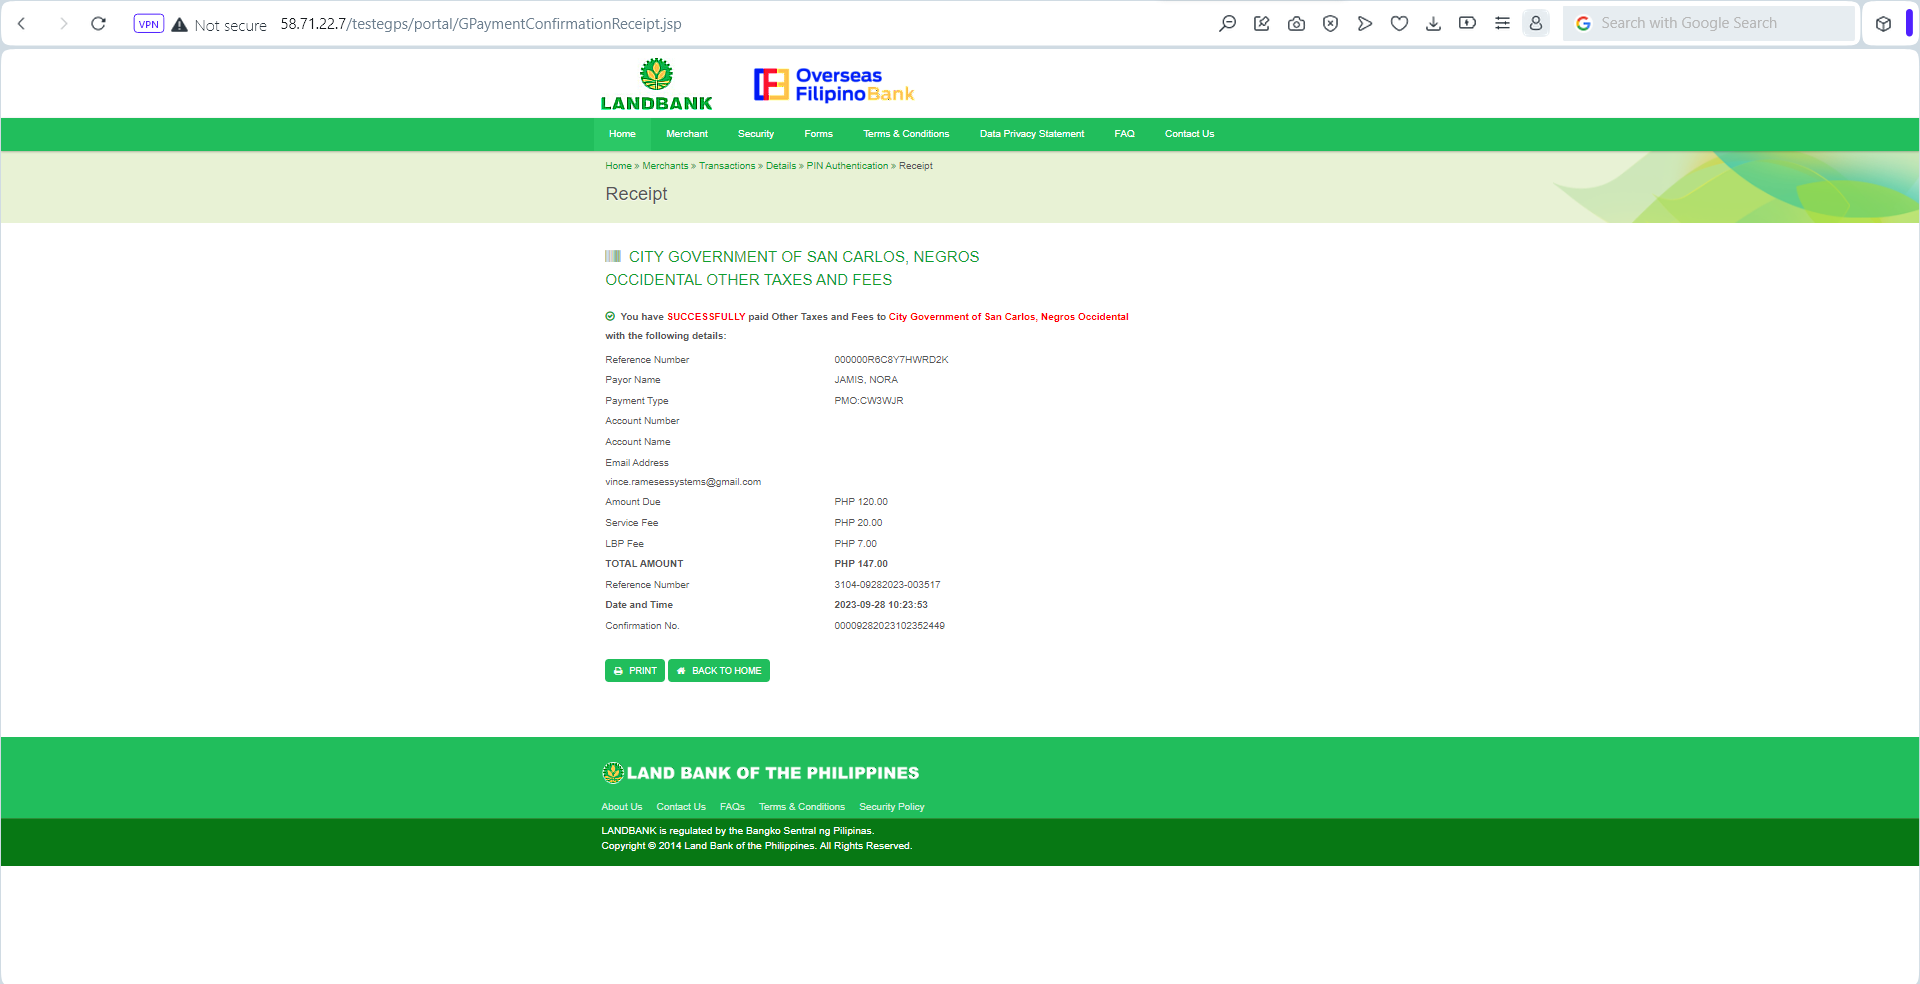 VPN Not secure 58.71.22.7/testegps/portal/GPaymentConfirmationReceipt.jsp Search with Google Search
LANDBANK
Overseas
FilipinoBank
Home Merchant Security Forms Terms & Conditions Data Privacy Statement FAQ Contact Us
Home » Merchants » Transactions » Details » PIN Authentication » Receipt
Receipt
CITY GOVERNMENT OF SAN CARLOS, NEGROS
OCCIDENTAL OTHER TAXES AND FEES
You have SUCCESSFULLY paid Other Taxes and Fees to City Government of San Carlos, Negros Occidental
with the following details:
Reference Number 000000R6C8Y7HWRD2K
Payor Name JAMIS, NORA
Payment Type PMO:CW3WJR
Account Number
Account Name
Email Address
vince.ramesessystems@gmail.com
Amount Due PHP 120.00
Service Fee PHP 20.00
LBP Fee PHP 7.00
TOTAL AMOUNT PHP 147.00
Reference Number 3104-09282023-003517
Date and Time 2023-09-28 10:23:53
Confirmation No. 00009282023102352449
PRINT BACK TO HOME
LAND BANK OF THE PHILIPPINES
About Us Contact Us FAQs Terms & Conditions Security Policy
LANDBANK is regulated by the Bangko Sentral ng Pilipinas.
Copyright © 2014 Land Bank of the Philippines. All Rights Reserved.